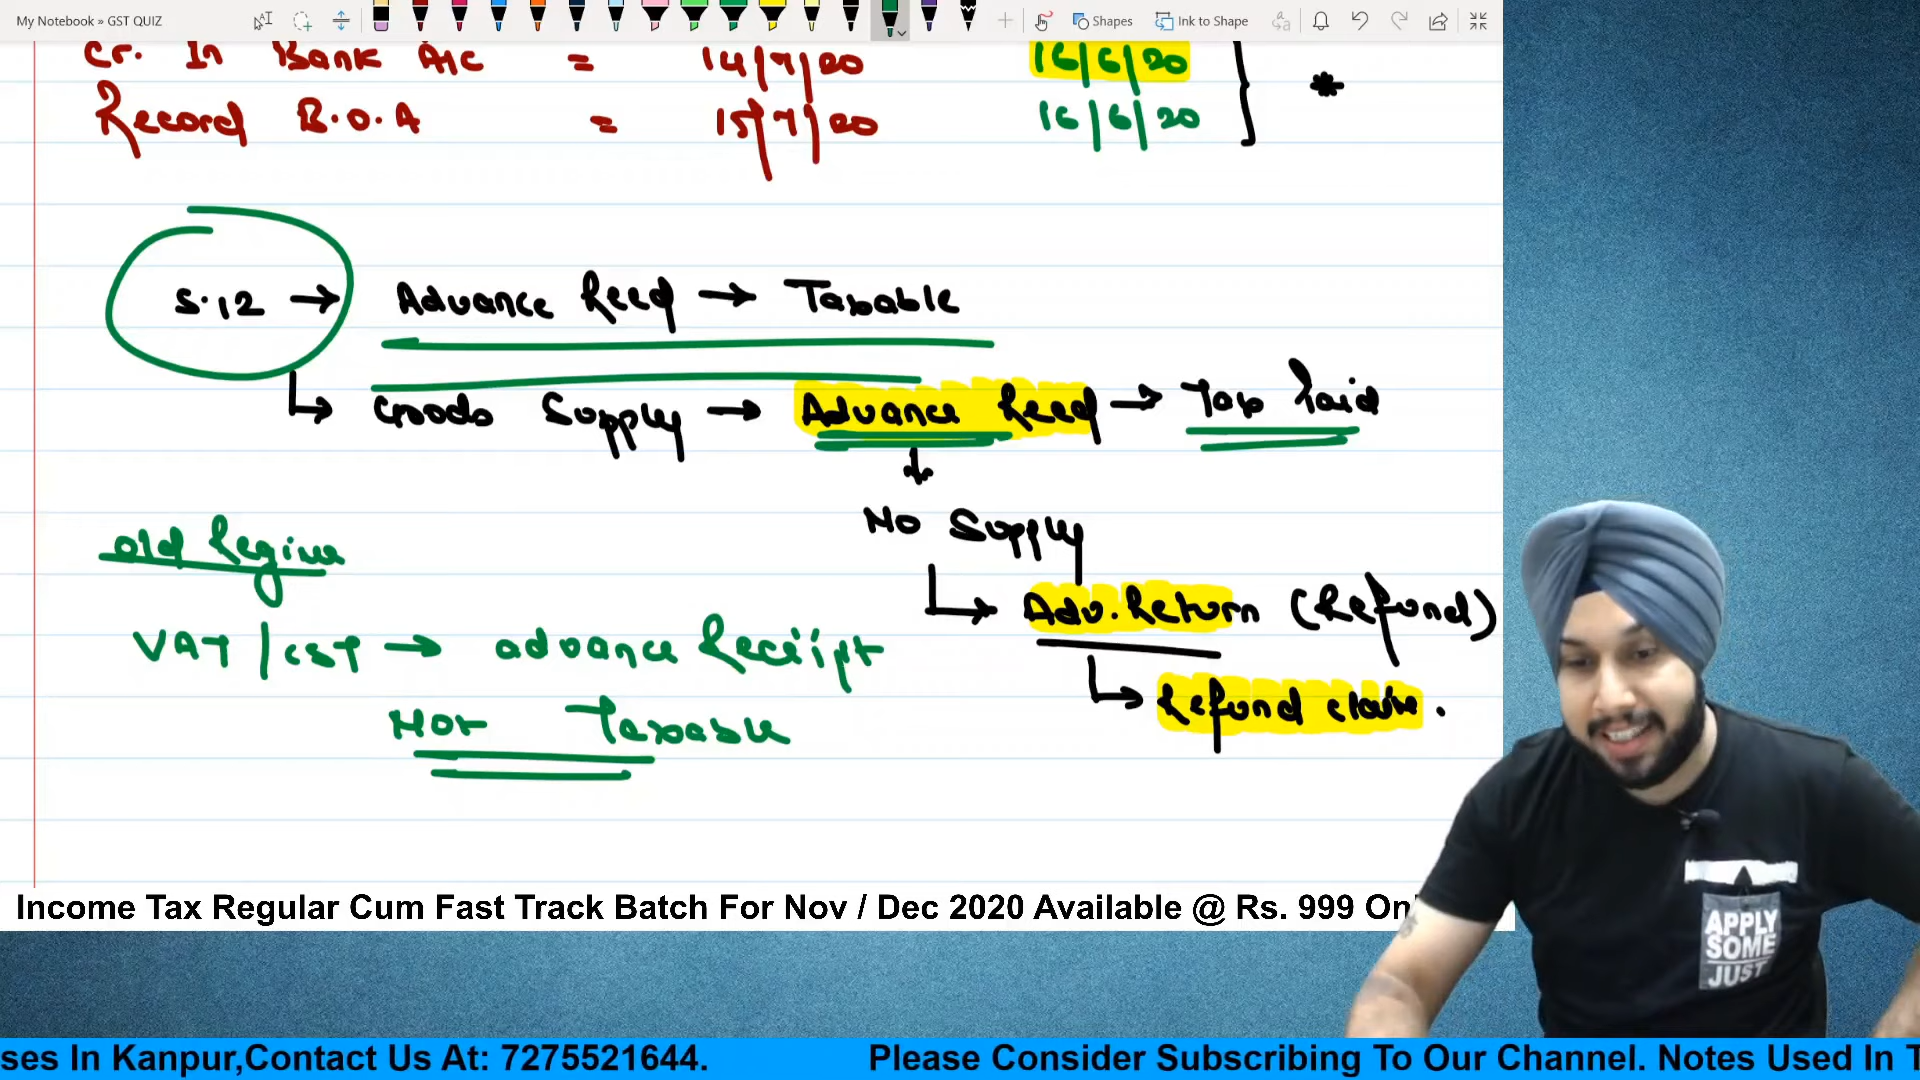 My Notebook » GST QUIZ
Shapes
Ink to Shape
Cr. In Bank A/C = 14/7/20 16/6/20
Record B.O.A = 15/7/20 16/6/20
S.12 → Advance Recd → Taxable
Goods Supply → Advance Recd → Tax Paid
No Supply
Old Regime
Adv. Return (Refund)
VAT / CST → advance Receipt
Refund claim.
Not Taxable
Income Tax Regular Cum Fast Track Batch For Nov / Dec 2020 Available @ Rs. 999 On
APPLY
SOME
JUST
ses In Kanpur,Contact Us At: 7275521644. Please Consider Subscribing To Our Channel. Notes Used In T